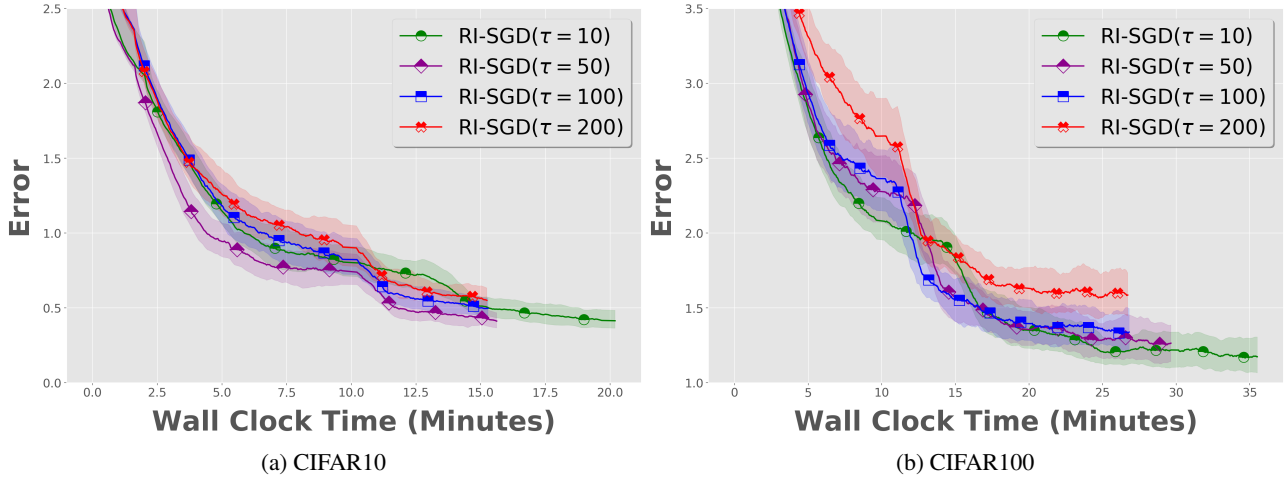 2.5
2.0
1.5
1.0
0.5
0.0
Error
0.0 2.5 5.0 7.5 10.0 12.5 15.0 17.5 20.0
Wall Clock Time (Minutes)
RI-SGD(τ = 10)
RI-SGD(τ = 50)
RI-SGD(τ = 100)
RI-SGD(τ = 200)
(a) CIFAR10
3.5
3.0
2.5
2.0
1.5
1.0
Error
0 5 10 15 20 25 30 35
Wall Clock Time (Minutes)
RI-SGD(τ = 10)
RI-SGD(τ = 50)
RI-SGD(τ = 100)
RI-SGD(τ = 200)
(b) CIFAR100